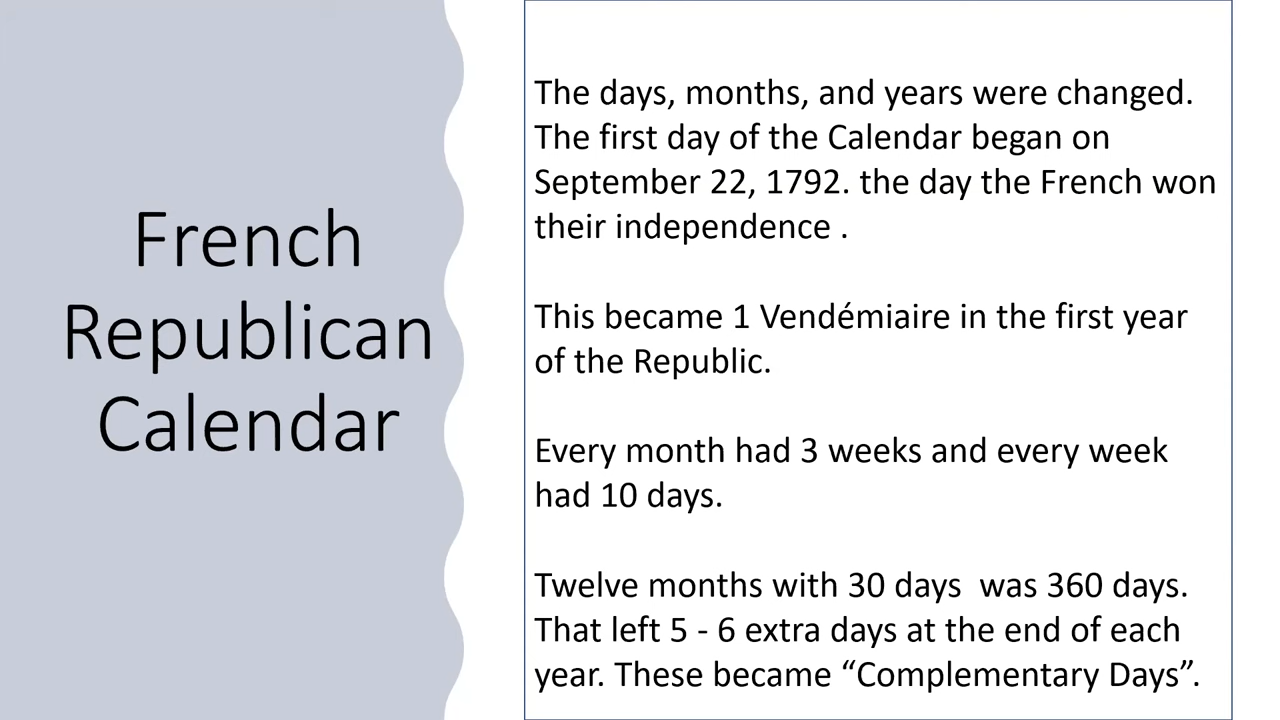 French
Republican
Calendar
The days, months, and years were changed.
The first day of the Calendar began on
September 22, 1792. the day the French won
their independence .
This became 1 Vendémiaire in the first year
of the Republic.
Every month had 3 weeks and every week
had 10 days.
Twelve months with 30 days  was 360 days.
That left 5 - 6 extra days at the end of each
year. These became “Complementary Days”.